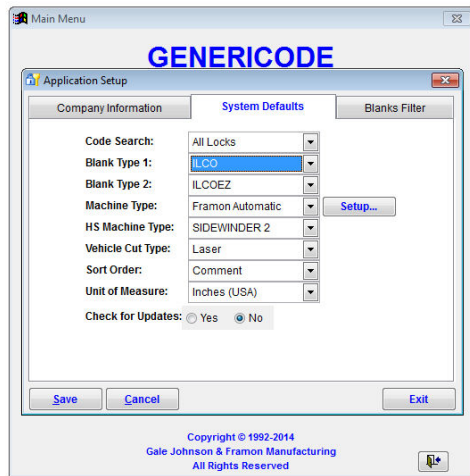 Main Menu
GENERICODE
Application Setup
Company Information System Defaults Blanks Filter
Code Search: All Locks
Blank Type 1: ILCO
Blank Type 2: ILCOEZ
Machine Type: Framon Automatic Setup...
HS Machine Type: SIDEWINDER 2
Vehicle Cut Type: Laser
Sort Order: Comment
Unit of Measure: Inches (USA)
Check for Updates: Yes No
Save Cancel Exit
Copyright © 1992-2014
Gale Johnson & Framon Manufacturing
All Rights Reserved